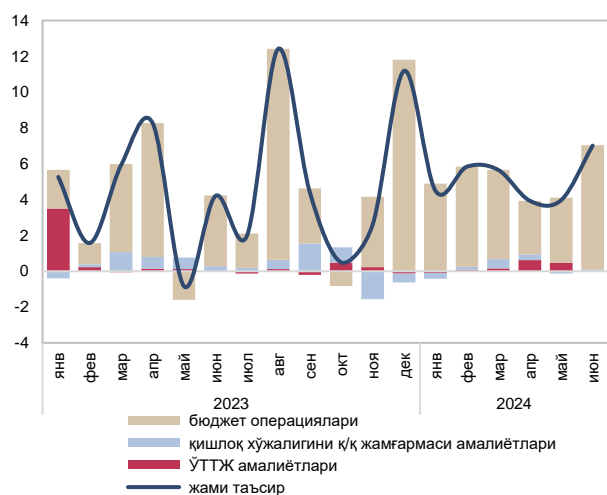 14
12
10
8
6
4
2
0
-2
-4
янв
фев
мар
апр
май
июн
июл
авг
сен
окт
ноя
дек
янв
фев
мар
апр
май
июн
2023
2024
бюджет операциялари
қишлоқ хўжалигини қ/қ жамғармаси амалиётлари
ЎТТЖ амалиётлари
жами таъсир